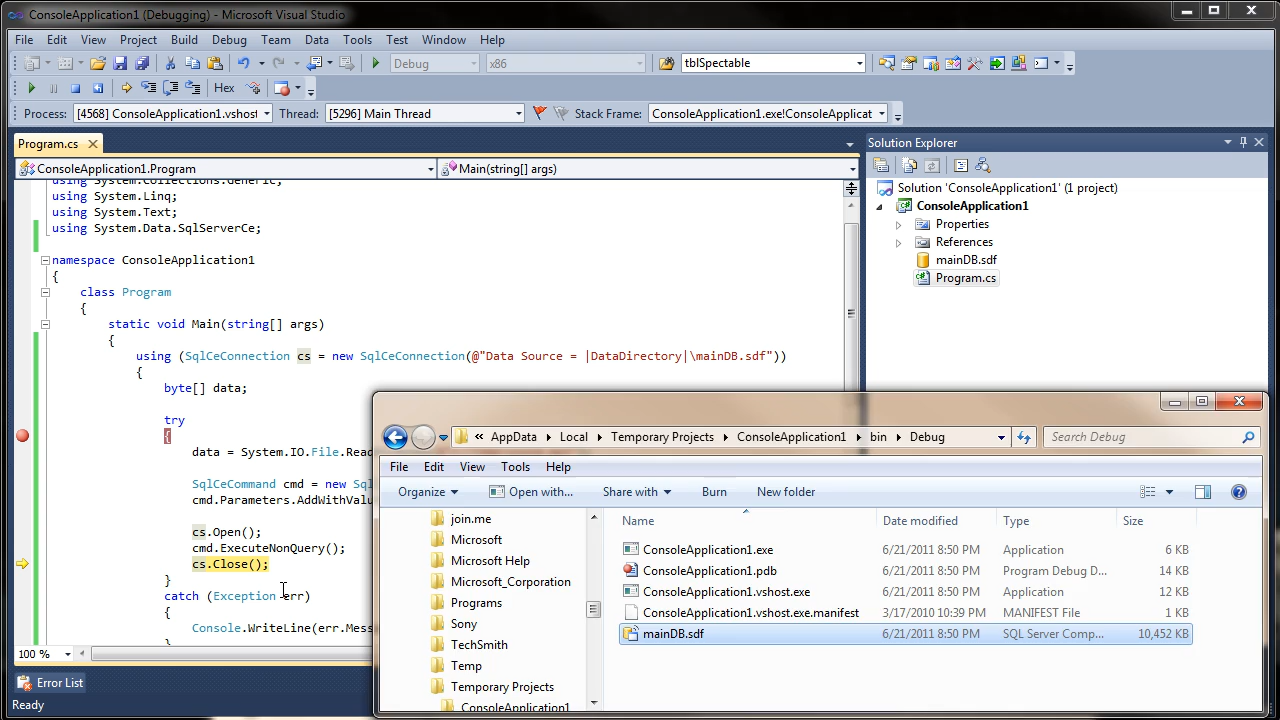 ConsoleApplication1 (Debugging) - Microsoft Visual Studio
File Edit View Project Build Debug Team Data Tools Test Window Help
Debug x86 tblSpectable
Hex
Process: [4568] ConsoleApplication1.vshost Thread: [5296] Main Thread Stack Frame: ConsoleApplication1.exe!ConsoleApplicat
Program.cs
Solution Explorer
ConsoleApplication1.Program Main(string[] args)
using System.Collections.Generic;
using System.Linq;
using System.Text;
using System.Data.SqlServerCe;
namespace ConsoleApplication1
{
class Program
{
static void Main(string[] args)
{
using (SqlCeConnection cs = new SqlCeConnection(@"Data Source = |DataDirectory|\mainDB.sdf"))
{
byte[] data;
try
{
data = System.IO.File.Read
SqlCeCommand cmd = new Sql
cmd.Parameters.AddWithValu
cs.Open();
cmd.ExecuteNonQuery();
cs.Close();
}
catch (Exception err)
{
Console.WriteLine(err.Mess
}
100 %
Error List
Ready
Solution 'ConsoleApplication1' (1 project)
ConsoleApplication1
Properties
References
mainDB.sdf
Program.cs
« AppData Local Temporary Projects ConsoleApplication1 bin Debug Search Debug
File Edit View Tools Help
Organize Open with... Share with Burn New folder
join.me
Microsoft
Microsoft Help
Microsoft_Corporation
Programs
Sony
TechSmith
Temp
Temporary Projects
ConsoleApplication1
Name Date modified Type Size
ConsoleApplication1.exe 6/21/2011 8:50 PM Application 6 KB
ConsoleApplication1.pdb 6/21/2011 8:50 PM Program Debug D... 14 KB
ConsoleApplication1.vshost.exe 6/21/2011 8:50 PM Application 12 KB
ConsoleApplication1.vshost.exe.manifest 3/17/2010 10:39 PM MANIFEST File 1 KB
mainDB.sdf 6/21/2011 8:50 PM SQL Server Comp... 10,452 KB